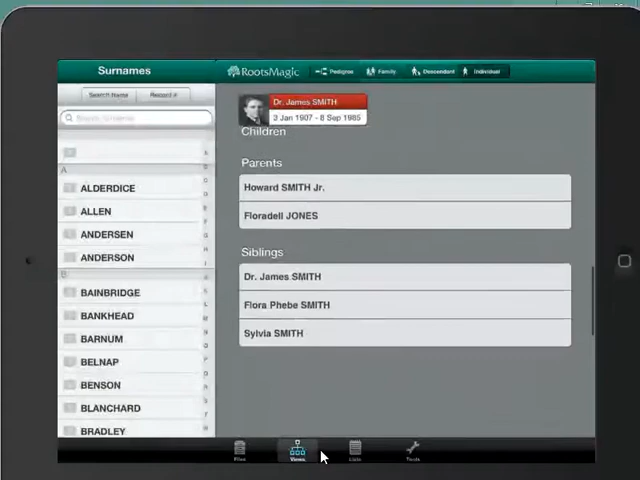 Surnames
RootsMagic
Pedigree
Family
Descendant
Individual
Search Name
Record #
Dr. James SMITH
3 Jan 1907 - 8 Sep 1985
Children
Parents
Howard SMITH Jr.
Floradell JONES
Siblings
Dr. James SMITH
Flora Phebe SMITH
Sylvia SMITH
A
ALDERDICE
ALLEN
ANDERSEN
ANDERSON
B
BAINBRIDGE
BANKHEAD
BARNUM
BELNAP
BENSON
BLANCHARD
BRADLEY
Files
Views
Lists
Tools